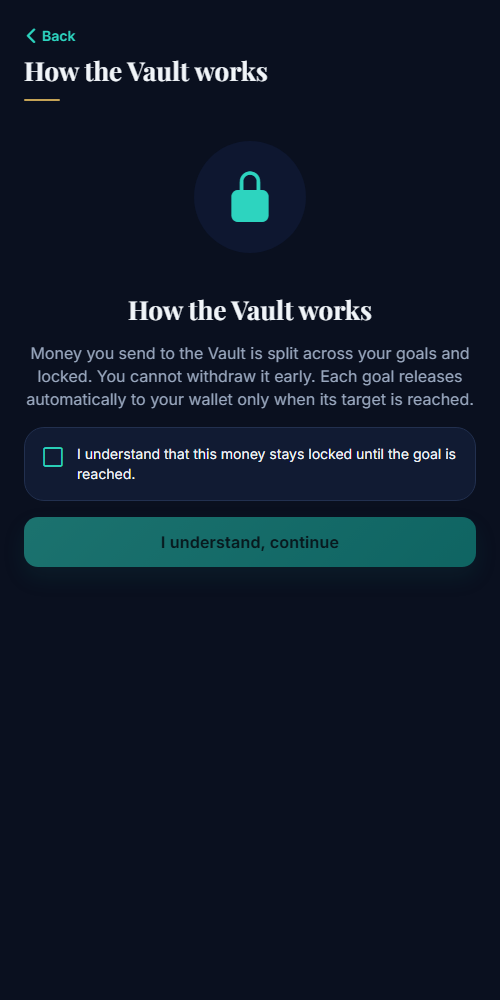 Back
How the Vault works
How the Vault works
Money you send to the Vault is split across your goals and
locked. You cannot withdraw it early. Each goal releases
automatically to your wallet only when its target is reached.
I understand that this money stays locked until the goal is
reached.
I understand, continue